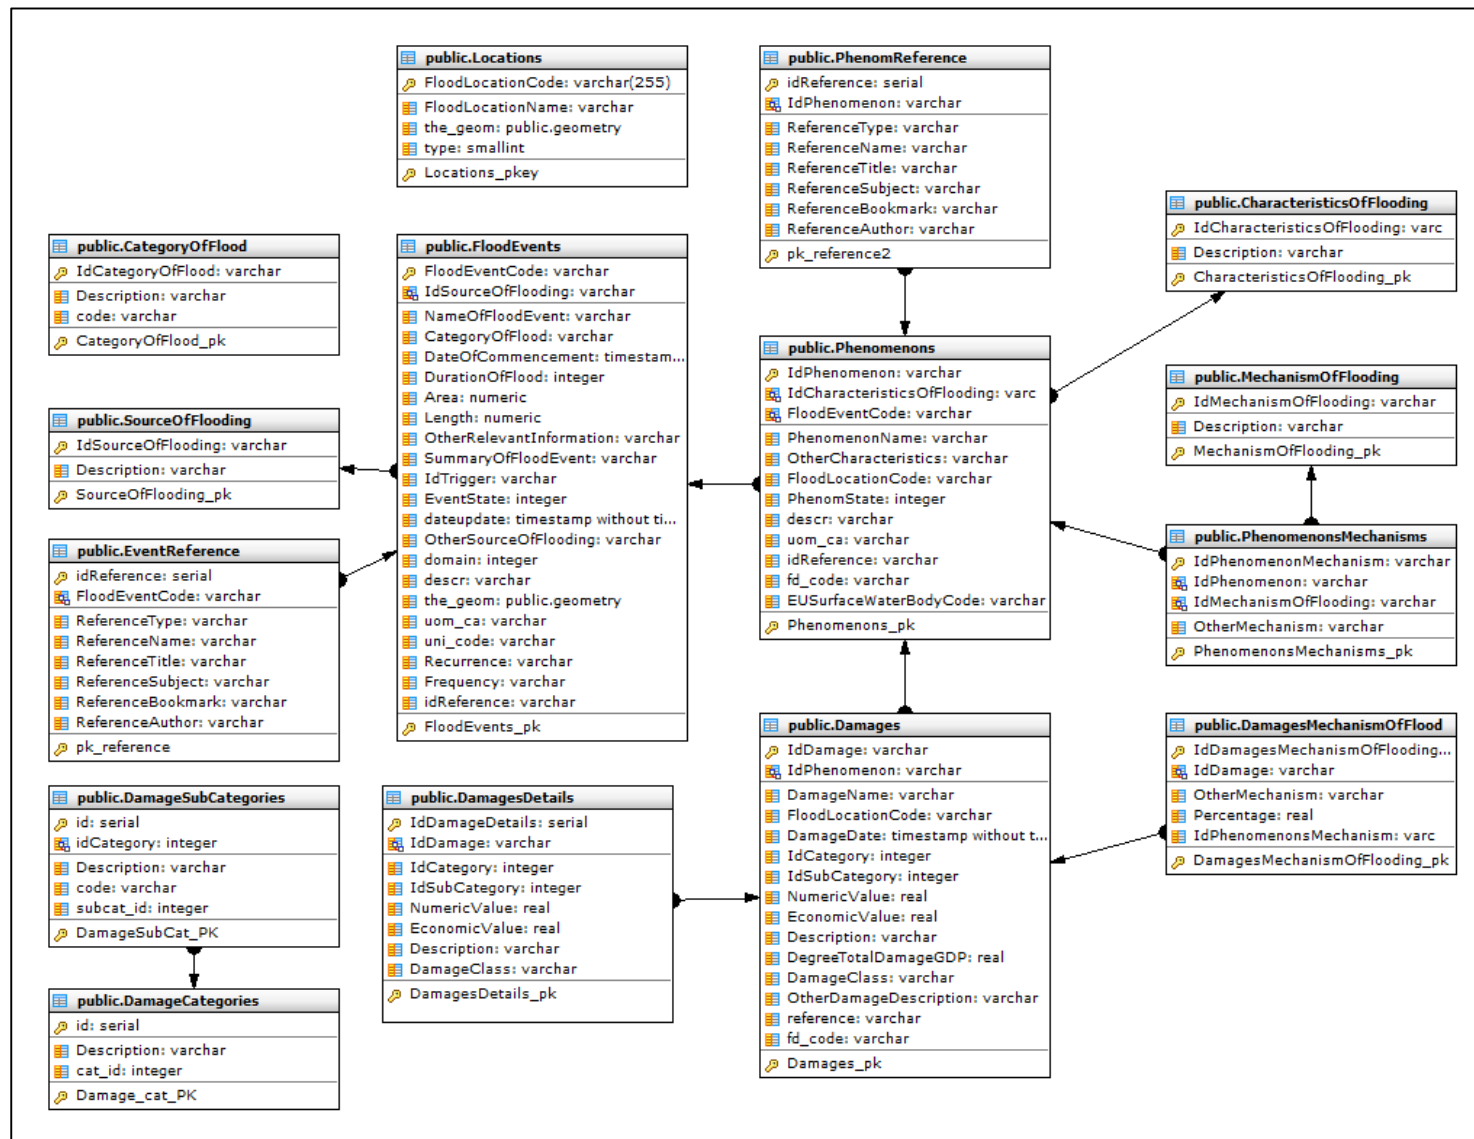 public.Locations
FloodLocationCode: varchar(255)
FloodLocationName: varchar
the_geom: public.geometry
type: smallint
Locations_pkey
public.PhenomReference
idReference: serial
IdPhenomenon: varchar
ReferenceType: varchar
ReferenceName: varchar
ReferenceTitle: varchar
ReferenceSubject: varchar
ReferenceBookmark: varchar
ReferenceAuthor: varchar
pk_reference2
public.CharacteristicsOfFlooding
IdCharacteristicsOfFlooding: varc
Description: varchar
CharacteristicsOfFlooding_pk
public.CategoryOfFlood
IdCategoryOfFlood: varchar
Description: varchar
code: varchar
CategoryOfFlood_pk
public.FloodEvents
FloodEventCode: varchar
IdSourceOfFlooding: varchar
NameOfFloodEvent: varchar
CategoryOfFlood: varchar
DateOfCommencement: timestam...
DurationOfFlood: integer
Area: numeric
Length: numeric
OtherRelevantInformation: varchar
SummaryOfFloodEvent: varchar
IdTrigger: varchar
EventState: integer
dateupdate: timestamp without ti...
OtherSourceOfFlooding: varchar
domain: integer
descr: varchar
the_geom: public.geometry
uom_ca: varchar
uni_code: varchar
Recurrence: varchar
Frequency: varchar
idReference: varchar
FloodEvents_pk
public.Phenomenons
IdPhenomenon: varchar
IdCharacteristicsOfFlooding: varc
FloodEventCode: varchar
PhenomenonName: varchar
OtherCharacteristics: varchar
FloodLocationCode: varchar
PhenomState: integer
descr: varchar
uom_ca: varchar
idReference: varchar
fd_code: varchar
EUSurfaceWaterBodyCode: varchar
Phenomenons_pk
public.MechanismOfFlooding
IdMechanismOfFlooding: varchar
Description: varchar
MechanismOfFlooding_pk
public.SourceOfFlooding
IdSourceOfFlooding: varchar
Description: varchar
SourceOfFlooding_pk
public.PhenomenonsMechanisms
IdPhenomenonMechanism: varchar
IdPhenomenon: varchar
IdMechanismOfFlooding: varchar
OtherMechanism: varchar
PhenomenonsMechanisms_pk
public.EventReference
idReference: serial
FloodEventCode: varchar
ReferenceType: varchar
ReferenceName: varchar
ReferenceTitle: varchar
ReferenceSubject: varchar
ReferenceBookmark: varchar
ReferenceAuthor: varchar
pk_reference
public.Damages
IdDamage: varchar
IdPhenomenon: varchar
DamageName: varchar
FloodLocationCode: varchar
DamageDate: timestamp without t...
IdCategory: integer
IdSubCategory: integer
NumericValue: real
EconomicValue: real
Description: varchar
DegreeTotalDamageGDP: real
DamageClass: varchar
OtherDamageDescription: varchar
reference: varchar
fd_code: varchar
Damages_pk
public.DamagesMechanismOfFlood
IdDamagesMechanismOfFlooding...
IdDamage: varchar
OtherMechanism: varchar
Percentage: real
IdPhenomenonsMechanism: varc
DamagesMechanismOfFlooding_pk
public.DamageSubCategories
id: serial
idCategory: integer
Description: varchar
code: varchar
subcat_id: integer
DamageSubCat_PK
public.DamagesDetails
IdDamageDetails: serial
IdDamage: varchar
IdCategory: integer
IdSubCategory: integer
NumericValue: real
EconomicValue: real
Description: varchar
DamageClass: varchar
DamagesDetails_pk
public.DamageCategories
id: serial
Description: varchar
cat_id: integer
Damage_cat_PK